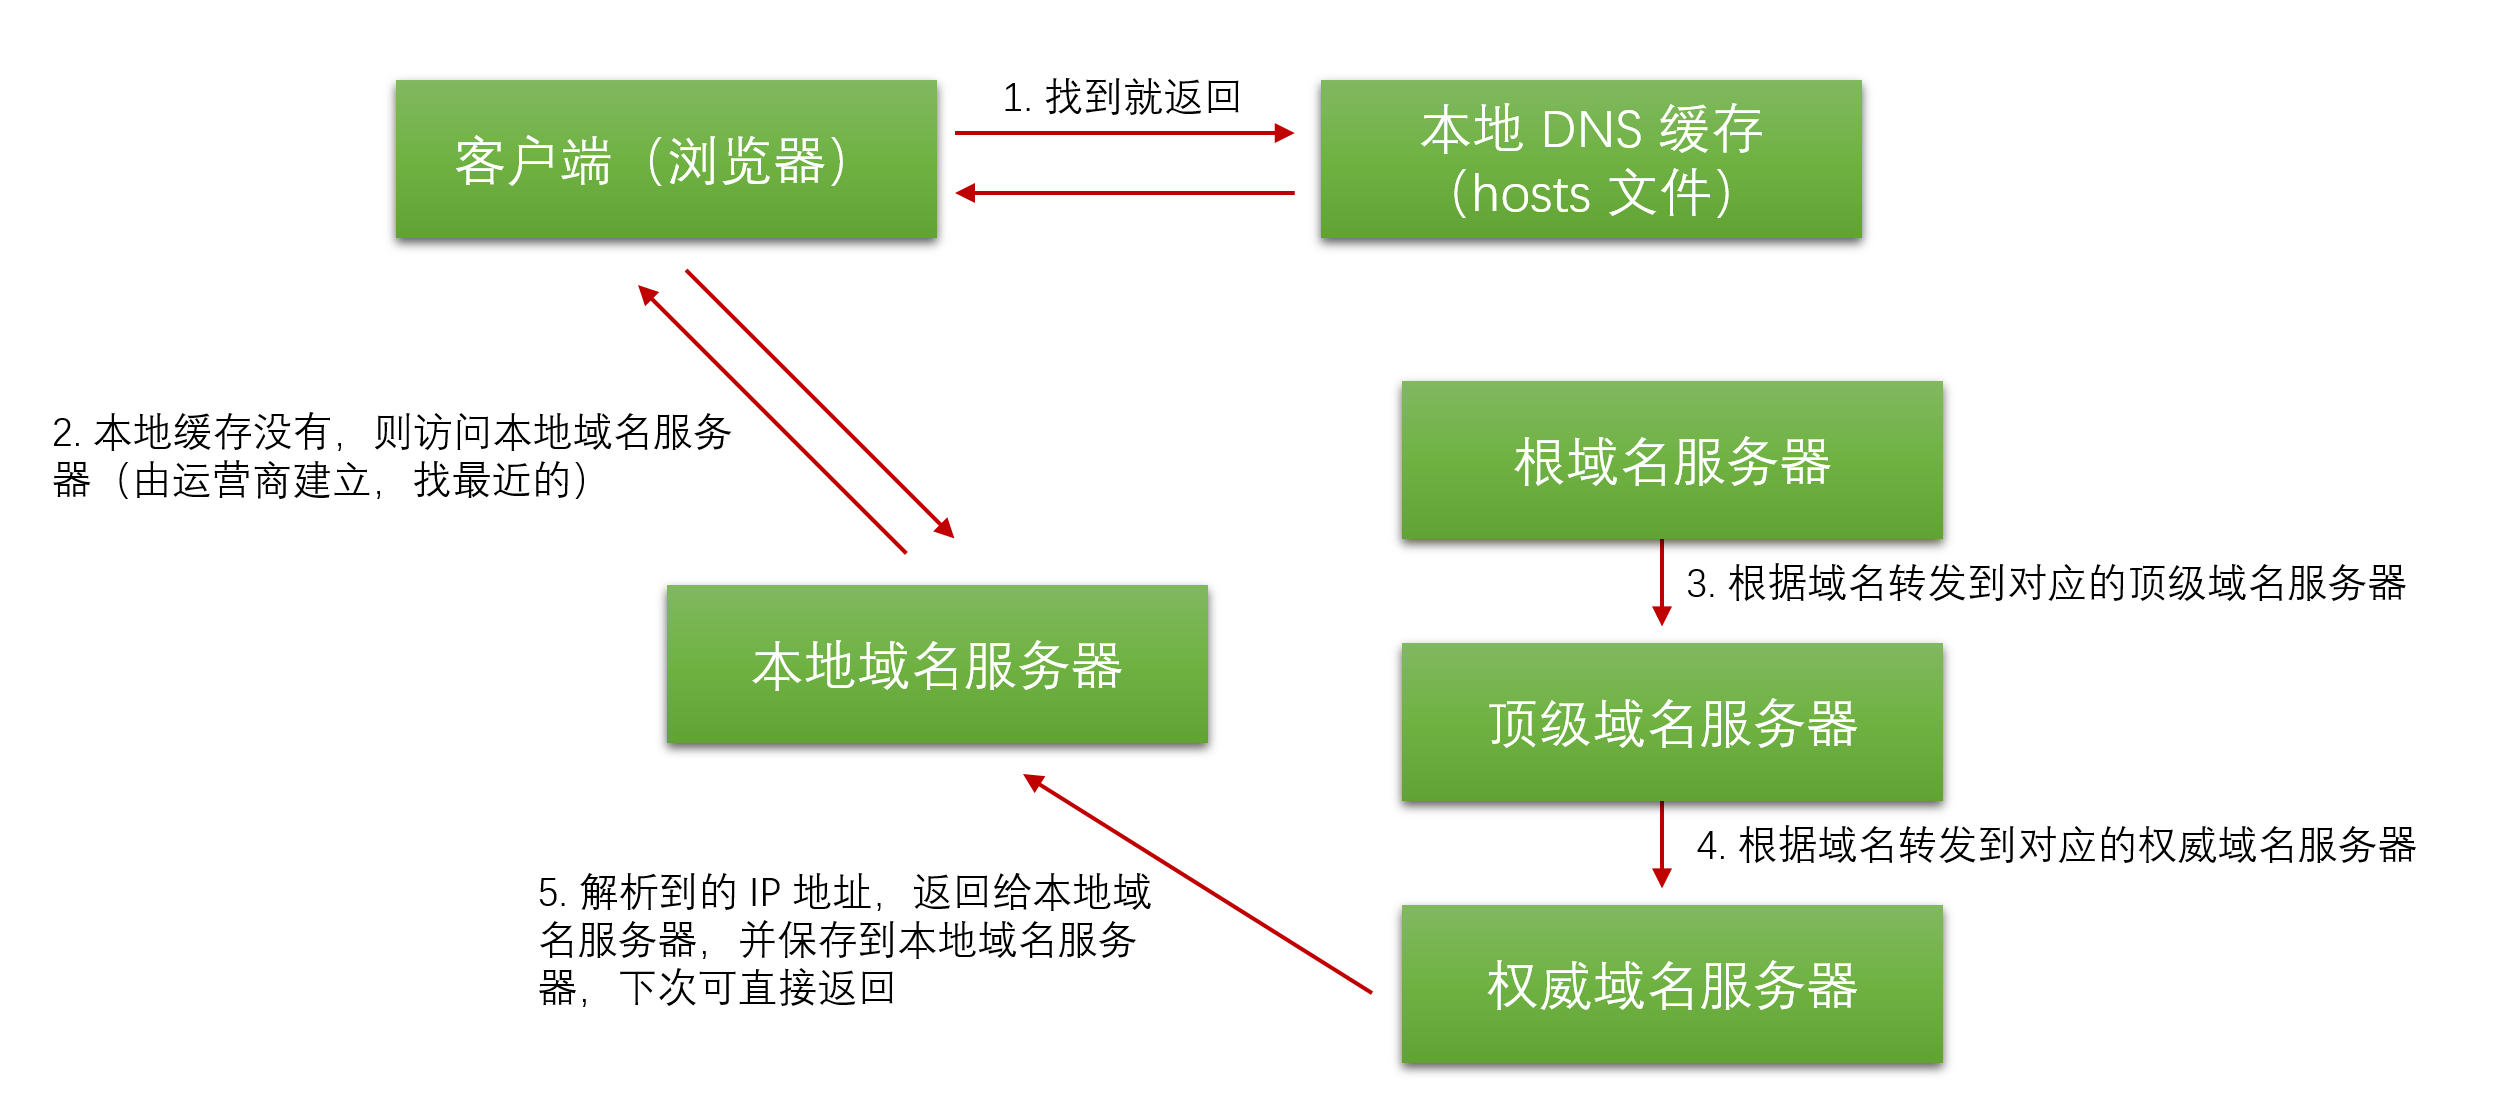 客户端（浏览器）
1. 找到就返回
本地 DNS 缓存
（hosts 文件）
2. 本地缓存没有，则访问本地域名服务
器（由运营商建立，找最近的）
根域名服务器
3. 根据域名转发到对应的顶级域名服务器
本地域名服务器
顶级域名服务器
4. 根据域名转发到对应的权威域名服务器
5. 解析到的 IP 地址，返回给本地域
名服务器，并保存到本地域名服务
器，下次可直接返回
权威域名服务器